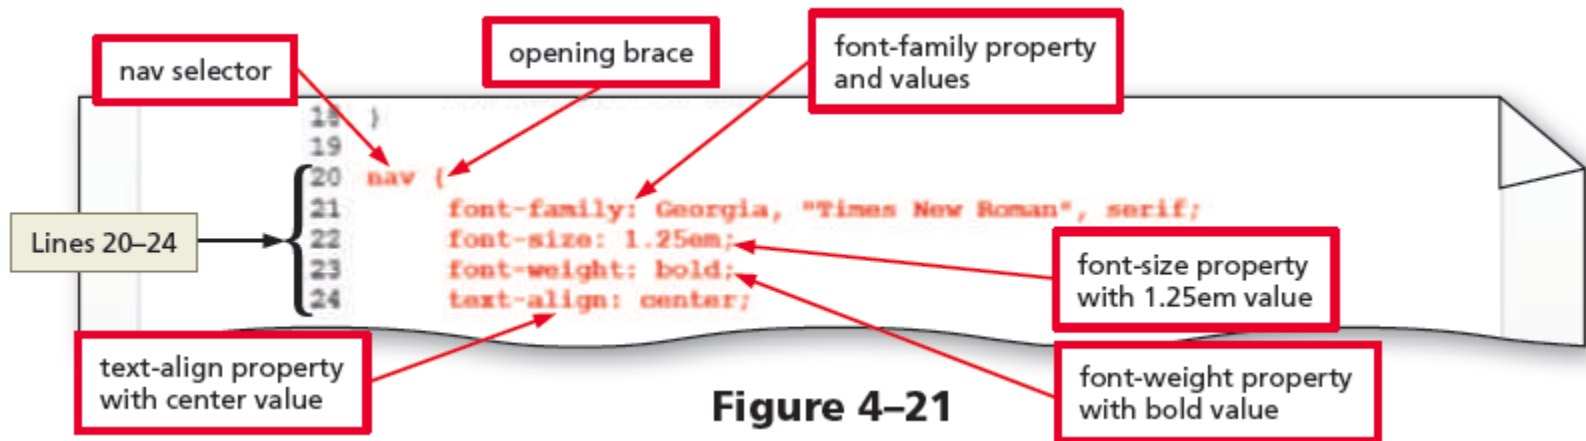 nav selector
opening brace
font-family property
and values
18 }
19
20 nav {
21 font-family: Georgia, "Times New Roman", serif;
22 font-size: 1.25em;
23 font-weight: bold;
24 text-align: center;
Lines 20–24
font-size property
with 1.25em value
text-align property
with center value
font-weight property
with bold value
Figure 4–21